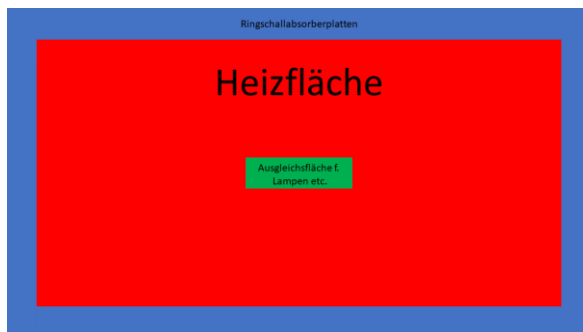 Ringschallabsorberplatten
Heizfläche
Ausgleichsfläche f.
Lampen etc.